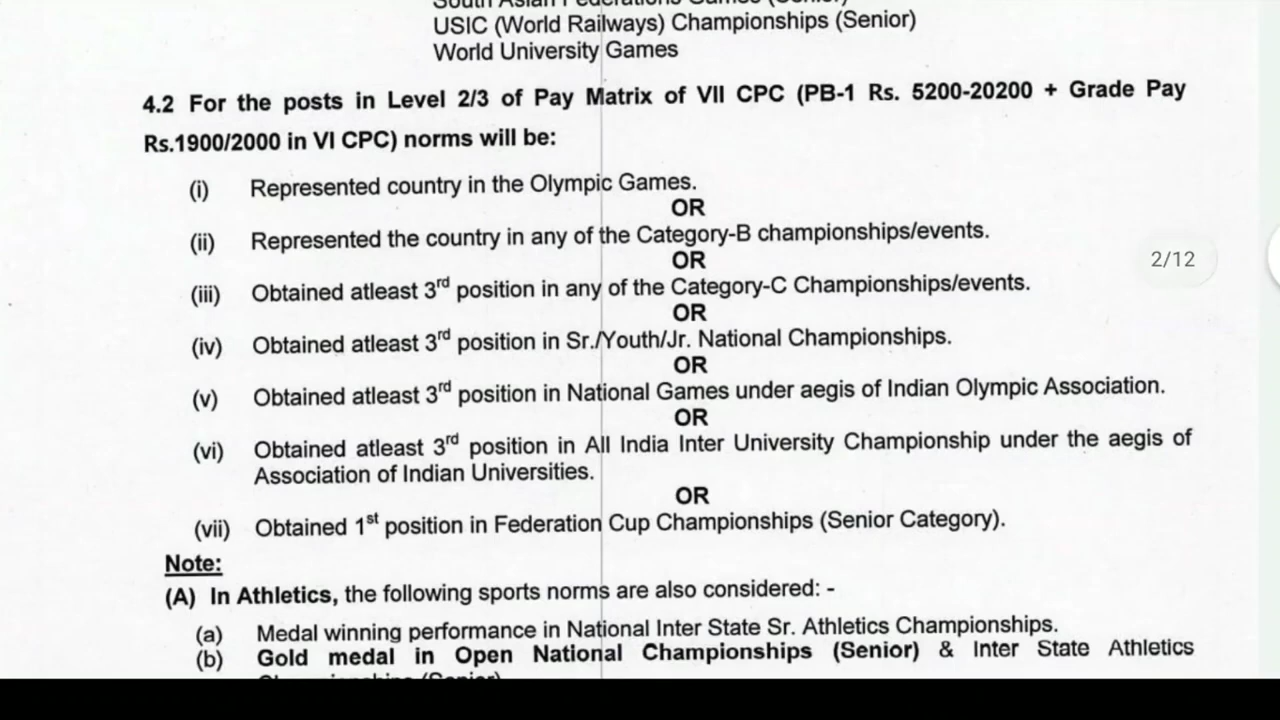 South Asian Federations Games (Senior)
USIC (World Railways) Championships (Senior)
World University Games
4.2 For the posts in Level 2/3 of Pay Matrix of VII CPC (PB-1 Rs. 5200-20200 + Grade Pay
Rs.1900/2000 in VI CPC) norms will be:
(i) Represented country in the Olympic Games.
OR
(ii) Represented the country in any of the Category-B championships/events.
OR
2/12
(iii) Obtained atleast 3rd position in any of the Category-C Championships/events.
OR
(iv) Obtained atleast 3rd position in Sr./Youth/Jr. National Championships.
OR
(v) Obtained atleast 3rd position in National Games under aegis of Indian Olympic Association.
OR
(vi) Obtained atleast 3rd position in All India Inter University Championship under the aegis of
Association of Indian Universities.
OR
(vii) Obtained 1st position in Federation Cup Championships (Senior Category).
Note:
(A) In Athletics, the following sports norms are also considered: -
(a) Medal winning performance in National Inter State Sr. Athletics Championships.
(b) Gold medal in Open National Championships (Senior) & Inter State Athletics
Championships (Senior)